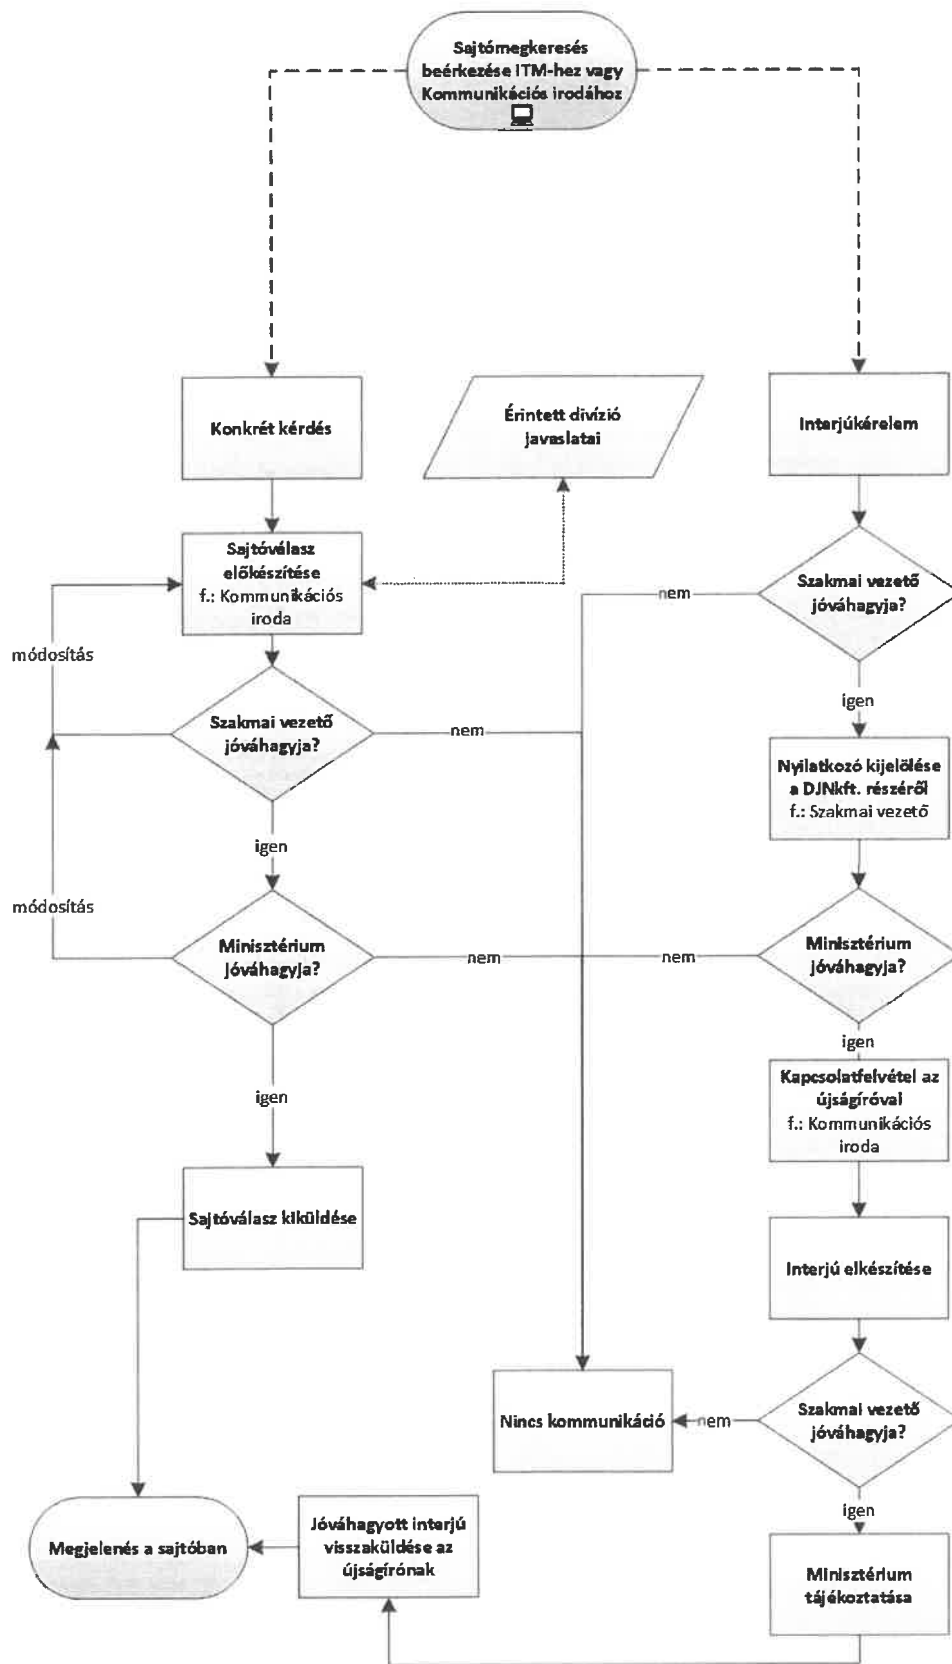 Sajtómegkeresés
beérkezése ITM-hez vagy
Kommunikációs irodához
Konkrét kérdés
Érintett divízió
javaslatai
Interjúkérelem
Sajtóválasz
előkészítése
f.: Kommunikációs
iroda
Szakmai vezető
jóváhagyja?
nem
módosítás
igen
Szakmai vezető
jóváhagyja?
nem
Nyilatkozó kijelölése
a DJNkft. részéről
f.: Szakmai vezető
igen
módosítás
Minisztérium
jóváhagyja?
nem
nem
Minisztérium
jóváhagyja?
igen
igen
Kapcsolatfelvétel az
újságíróval
f.: Kommunikációs
iroda
Sajtóválasz kiküldése
Interjú elkészítése
Nincs kommunikáció
nem
Szakmai vezető
jóváhagyja?
igen
Megjelenés a sajtóban
Jóváhagyott interjú
visszaküldése az
újságírónak
Minisztérium
tájékoztatása